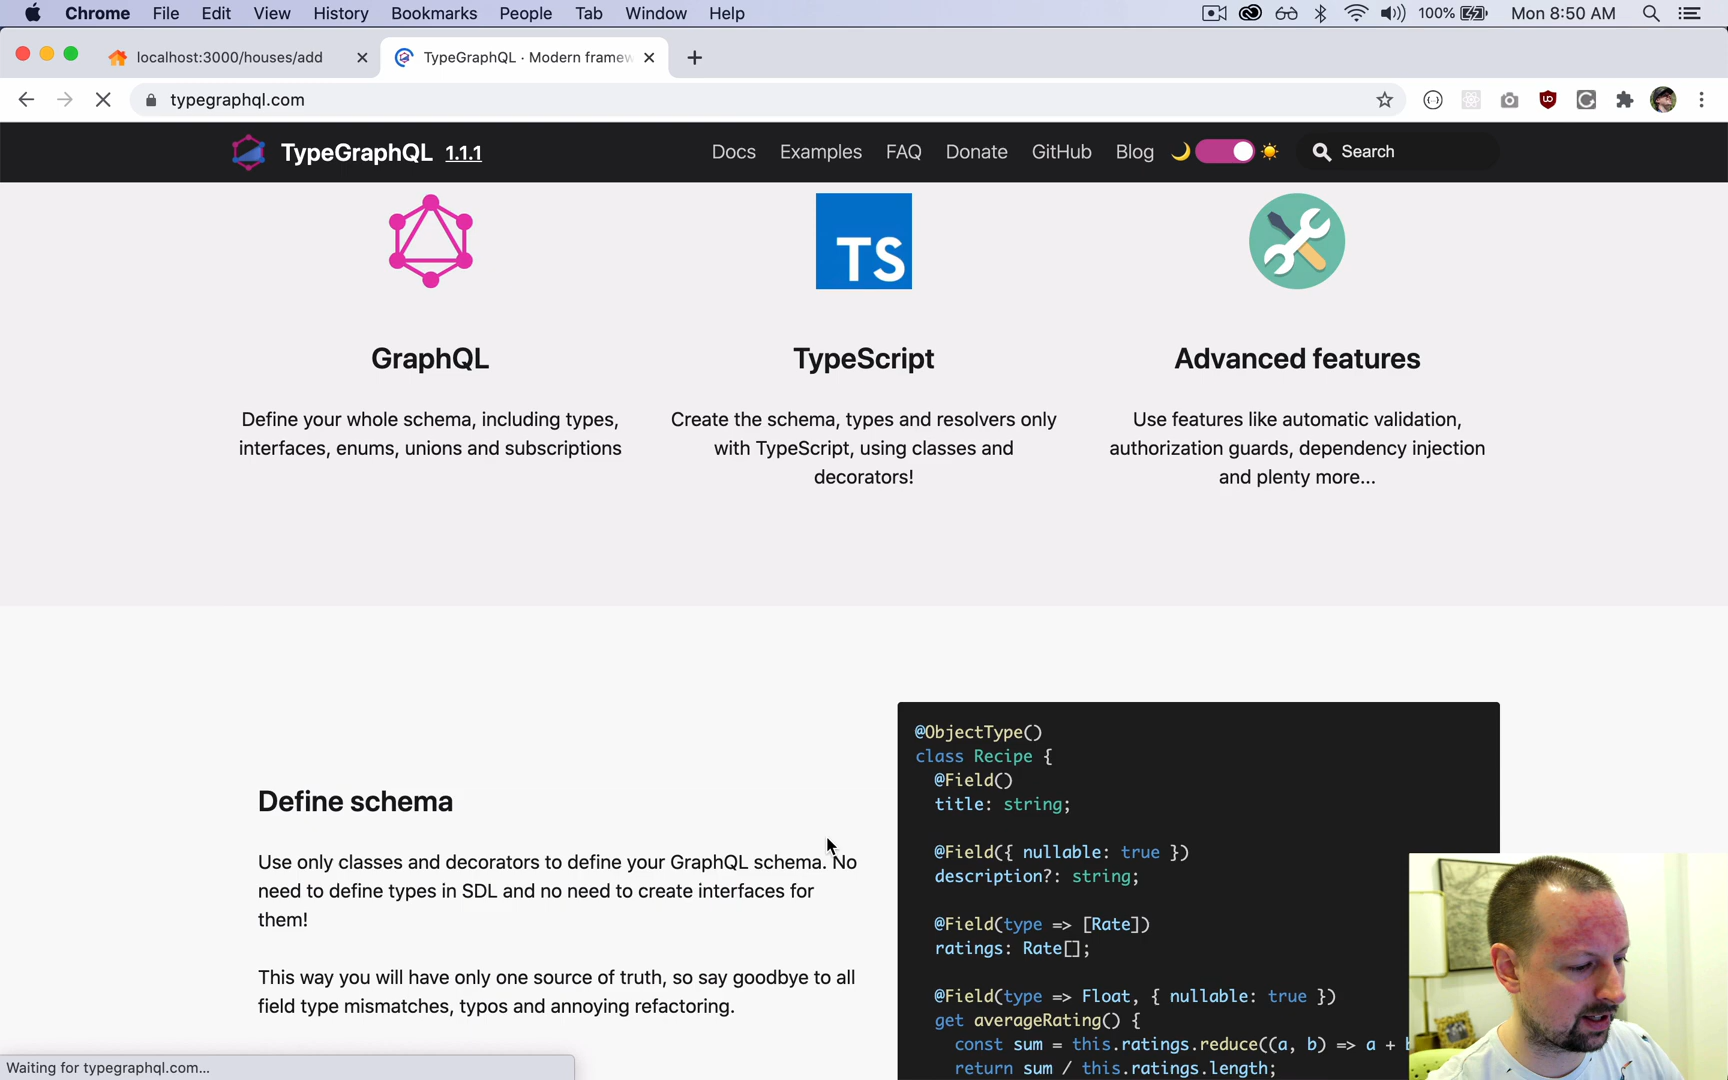 Chrome File Edit View History Bookmarks People Tab Window Help 100% Mon 8:50 AM
localhost:3000/houses/add TypeGraphQL · Modern framew
typegraphql.com
TypeGraphQL 1.1.1 Docs Examples FAQ Donate GitHub Blog Search
TS
GraphQL
Define your whole schema, including types,
interfaces, enums, unions and subscriptions
TypeScript
Create the schema, types and resolvers only
with TypeScript, using classes and
decorators!
Advanced features
Use features like automatic validation,
authorization guards, dependency injection
and plenty more...
Define schema
Use only classes and decorators to define your GraphQL schema. No
need to define types in SDL and no need to create interfaces for
them!
This way you will have only one source of truth, so say goodbye to all
field type mismatches, typos and annoying refactoring.
@ObjectType()
class Recipe {
@Field()
title: string;
@Field({ nullable: true })
description?: string;
@Field(type => [Rate])
ratings: Rate[];
@Field(type => Float, { nullable: true })
get averageRating() {
const sum = this.ratings.reduce((a, b) => a +
return sum / this.ratings.length;
Waiting for typegraphql.com...